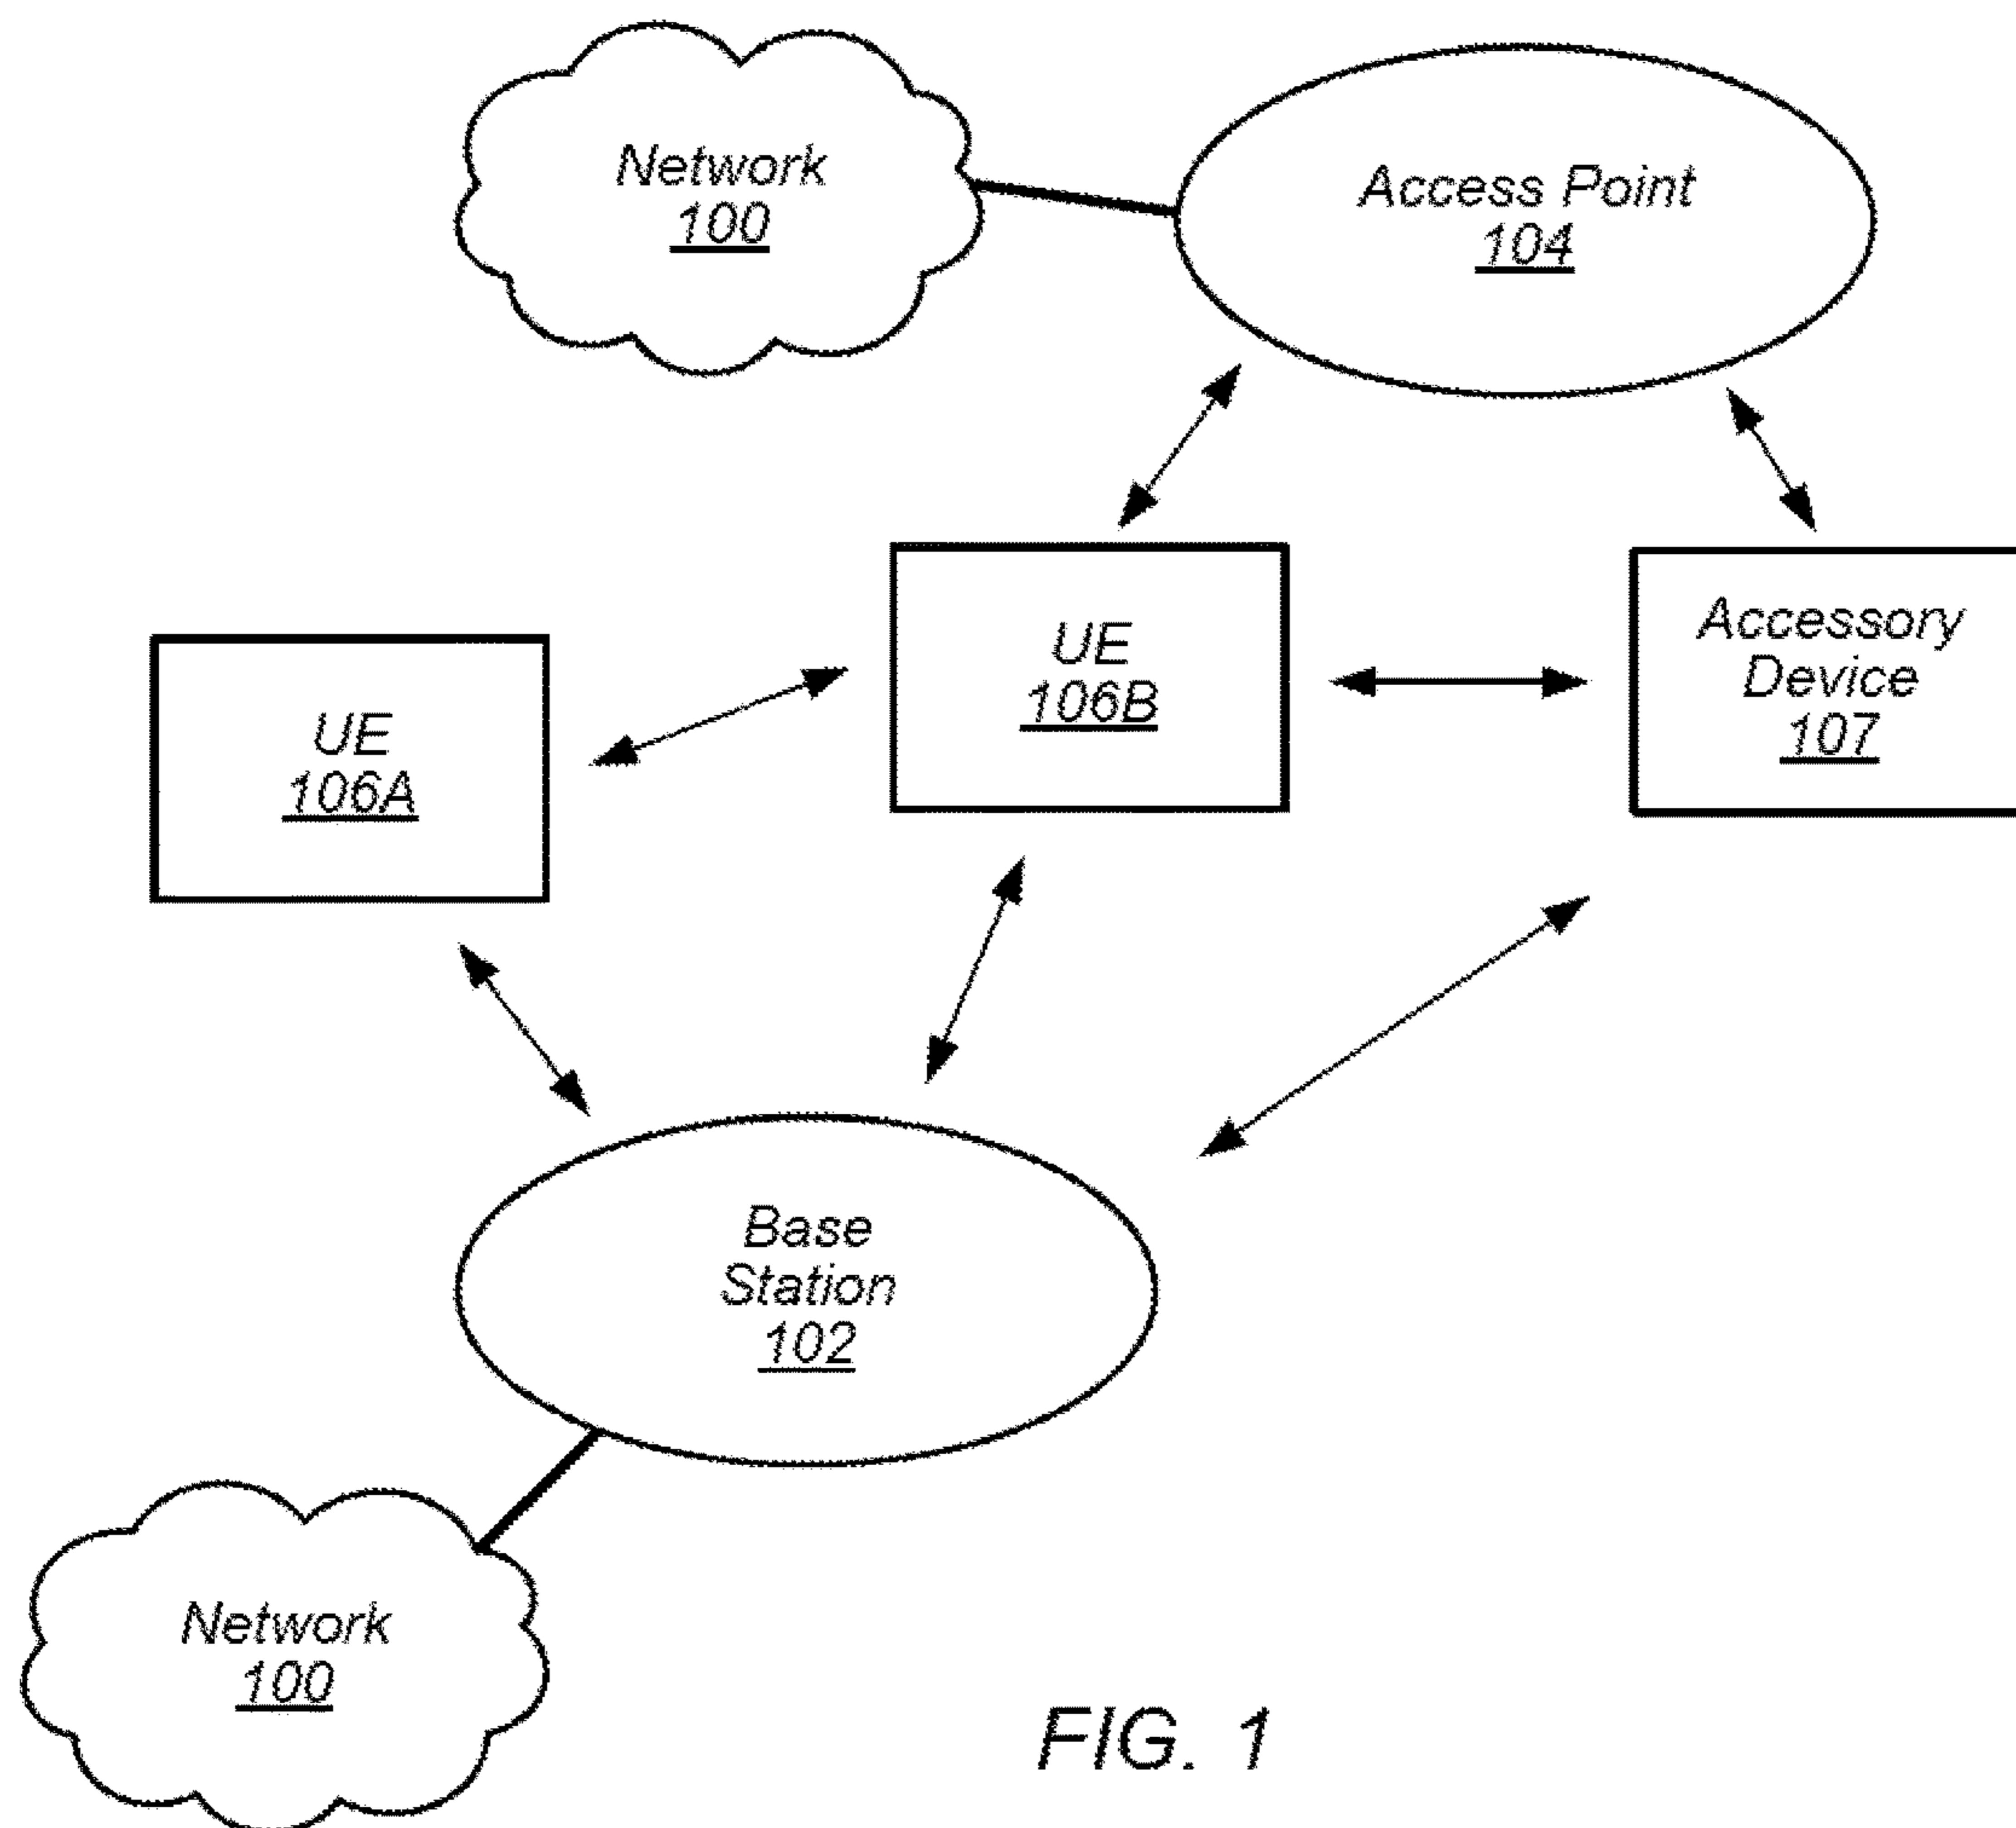 Network
100
Access Point
104
UE
106B
Accessory
Device
107
UE
106A
Base
Station
102
Network
100
FIG. 1